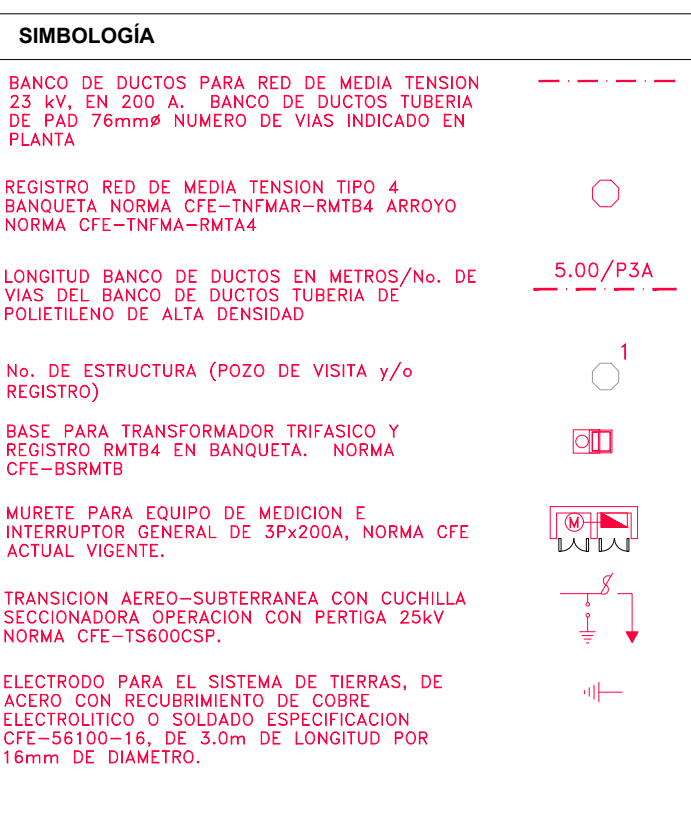 SIMBOLOGÍA
BANCO DE DUCTOS PARA RED DE MEDIA TENSION
23 kV, EN 200 A. BANCO DE DUCTOS TUBERIA
DE PAD 76mmø NUMERO DE VIAS INDICADO EN
PLANTA
REGISTRO RED DE MEDIA TENSION TIPO 4
BANQUETA NORMA CFE-TNFMAR-RMTB4 ARROYO
NORMA CFE-TNFMA-RMTA4
LONGITUD BANCO DE DUCTOS EN METROS/No. DE
VIAS DEL BANCO DE DUCTOS TUBERIA DE
POLIETILENO DE ALTA DENSIDAD
5.00/P3A
No. DE ESTRUCTURA (POZO DE VISITA y/o
REGISTRO)
1
BASE PARA TRANSFORMADOR TRIFASICO Y
REGISTRO RMTB4 EN BANQUETA. NORMA
CFE-BSRMTB
MURETE PARA EQUIPO DE MEDICION E
INTERRUPTOR GENERAL DE 3Px200A, NORMA CFE
ACTUAL VIGENTE.
M
TRANSICION AEREO-SUBTERRANEA CON CUCHILLA
SECCIONADORA OPERACION CON PERTIGA 25kV
NORMA CFE-TS600CSP.
ELECTRODO PARA EL SISTEMA DE TIERRAS, DE
ACERO CON RECUBRIMIENTO DE COBRE
ELECTROLITICO O SOLDADO ESPECIFICACION
CFE-56100-16, DE 3.0m DE LONGITUD POR
16mm DE DIAMETRO.